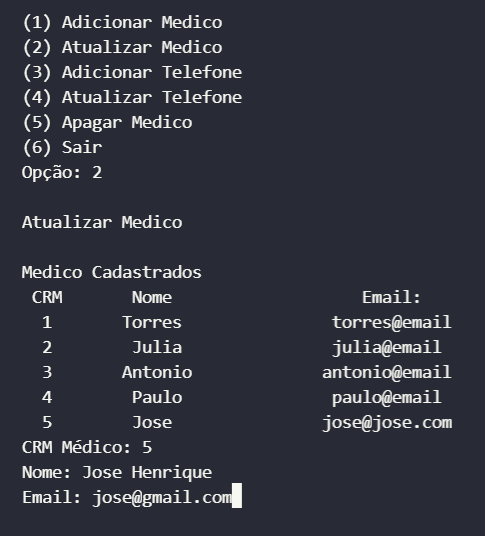 (1) Adicionar Medico
(2) Atualizar Medico
(3) Adicionar Telefone
(4) Atualizar Telefone
(5) Apagar Medico
(6) Sair
Opção: 2
Atualizar Medico
Medico Cadastrados
CRM Nome Email:
1 Torres torres@email
2 Julia julia@email
3 Antonio antonio@email
4 Paulo paulo@email
5 Jose jose@jose.com
CRM Médico: 5
Nome: Jose Henrique
Email: jose@gmail.com